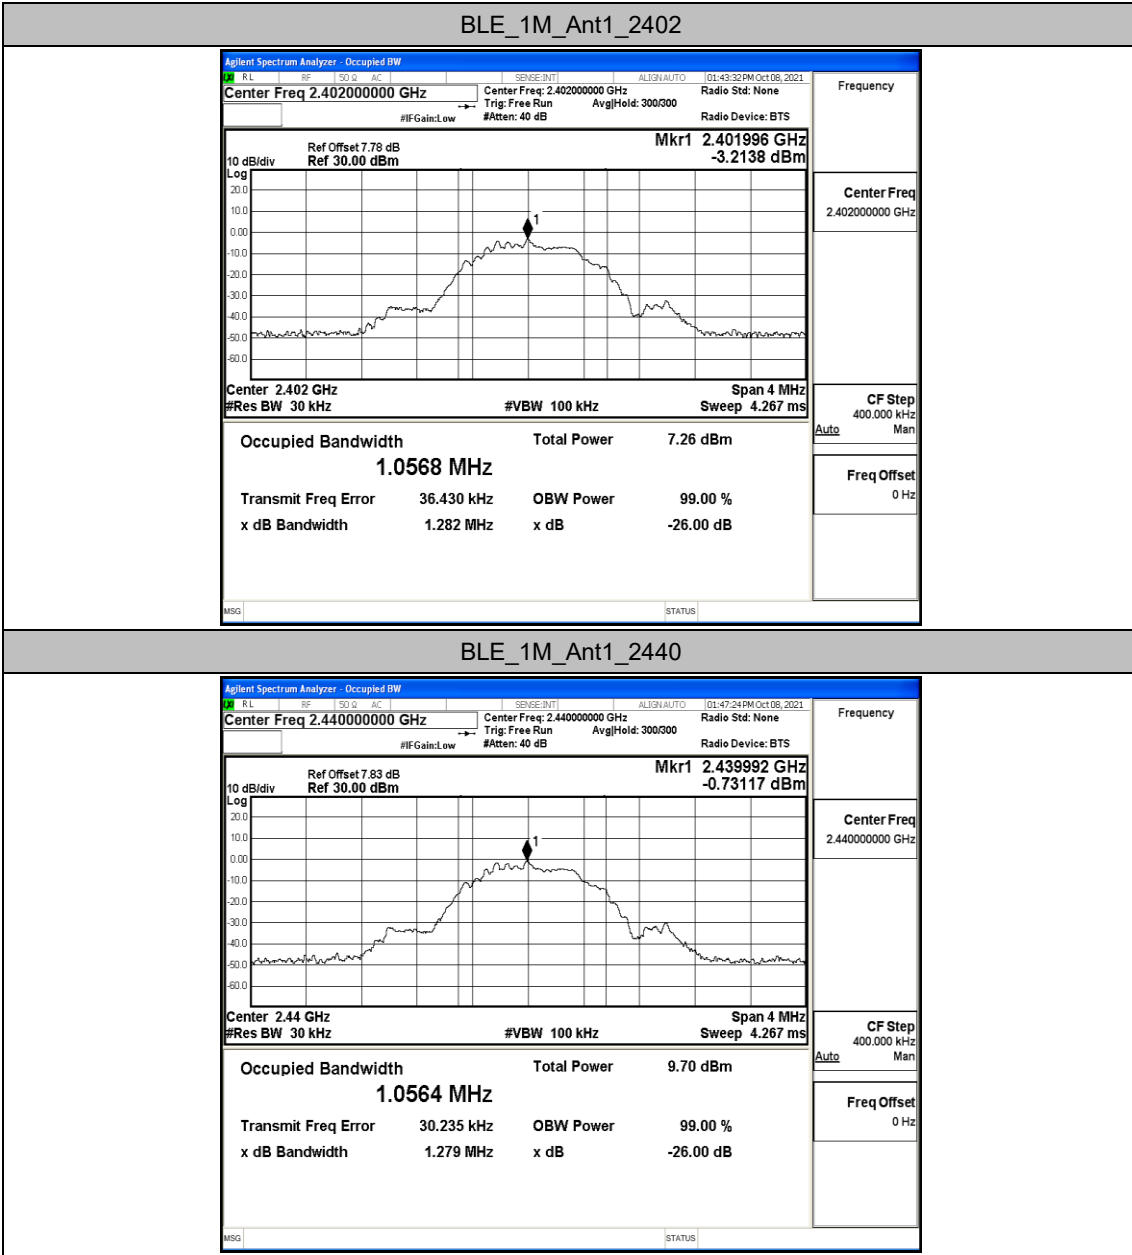 BLE_1M_Ant1_2402
Agilent Spectrum Analyzer - Occupied BW
LXI RL RF 50 Ω AC SENSE:INT ALIGNAUTO 01:43:32PM Oct 08, 2021
Center Freq 2.402000000 GHz
Center Freq: 2.402000000 GHz Radio Std: None
Trig: Free Run Avg|Hold: 300/300
#IFGain:Low #Atten: 40 dB Radio Device: BTS
Frequency
Mkr1 2.401996 GHz
-3.2138 dBm
Ref Offset 7.78 dB
10 dB/div Ref 30.00 dBm
Log
20.0
10.0
0.00
-10.0
-20.0
-30.0
-40.0
-50.0
-60.0
1
Center Freq
2.402000000 GHz
Center 2.402 GHz Span 4 MHz
#Res BW 30 kHz #VBW 100 kHz Sweep 4.267 ms
CF Step
400.000 kHz
Auto Man
Occupied Bandwidth Total Power 7.26 dBm
1.0568 MHz
Freq Offset
0 Hz
Transmit Freq Error 36.430 kHz OBW Power 99.00 %
x dB Bandwidth 1.282 MHz x dB -26.00 dB
MSG STATUS
BLE_1M_Ant1_2440
Agilent Spectrum Analyzer - Occupied BW
LXI RL RF 50 Ω AC SENSE:INT ALIGNAUTO 01:47:24PM Oct 08, 2021
Center Freq 2.440000000 GHz
Center Freq: 2.440000000 GHz Radio Std: None
Trig: Free Run Avg|Hold: 300/300
#IFGain:Low #Atten: 40 dB Radio Device: BTS
Frequency
Mkr1 2.439992 GHz
-0.73117 dBm
Ref Offset 7.83 dB
10 dB/div Ref 30.00 dBm
Log
20.0
10.0
0.00
-10.0
-20.0
-30.0
-40.0
-50.0
-60.0
1
Center Freq
2.440000000 GHz
Center 2.44 GHz Span 4 MHz
#Res BW 30 kHz #VBW 100 kHz Sweep 4.267 ms
CF Step
400.000 kHz
Auto Man
Occupied Bandwidth Total Power 9.70 dBm
1.0564 MHz
Freq Offset
0 Hz
Transmit Freq Error 30.235 kHz OBW Power 99.00 %
x dB Bandwidth 1.279 MHz x dB -26.00 dB
MSG STATUS